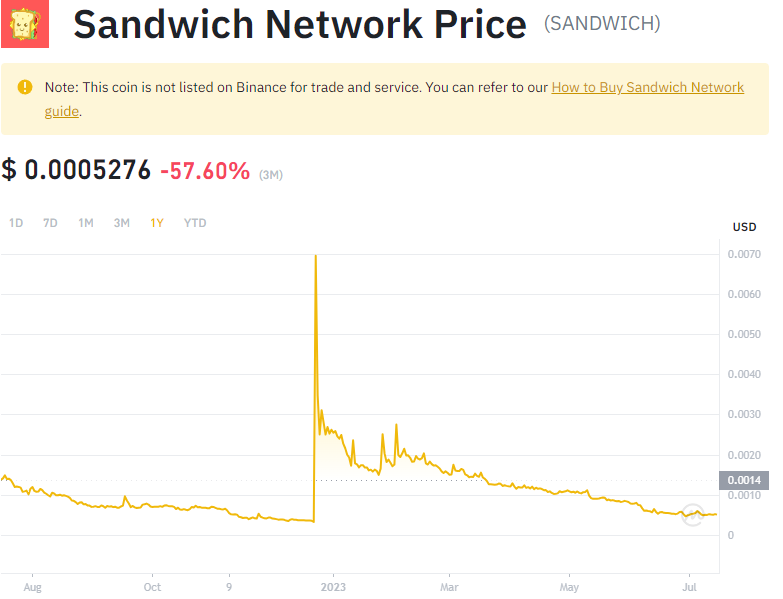 Sandwich Network Price (SANDWICH)
Note: This coin is not listed on Binance for trade and service. You can refer to our How to Buy Sandwich Network
guide.
$ 0.0005276 -57.60% (3M)
1D 7D 1M 3M 1Y YTD
USD
0.0070
0.0060
0.0050
0.0040
0.0030
0.0020
0.0014
0.0010
0
Aug Oct 9 2023 Mar May Jul